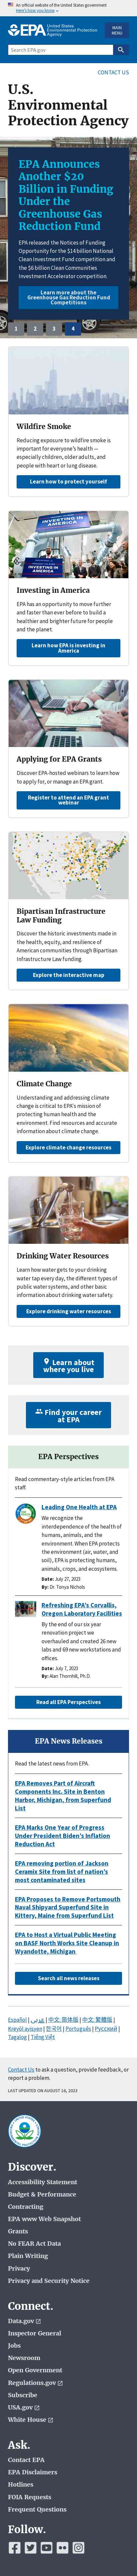 An official website of the United States government
Here's how you know
EPA United States Environmental Protection Agency
MAIN MENU
Search EPA.gov
CONTACT US
U.S. Environmental Protection Agency
EPA Announces Another $20 Billion in Funding Under the Greenhouse Gas Reduction Fund
EPA released the Notices of Funding Opportunity for the $14 billion National Clean Investment Fund competition and the $6 billion Clean Communities Investment Accelerator competition.
Learn more about the Greenhouse Gas Reduction Fund Competitions
1 2 3 4
Wildfire Smoke
Reducing exposure to wildfire smoke is important for everyone's health — especially children, older adults, and people with heart or lung disease.
Learn how to protect yourself
INVESTING IN AMERICA
Investing in America
EPA has an opportunity to move even further and faster than ever before to deliver a healthier and brighter future for people and the planet.
Learn how EPA is investing in America
Applying for EPA Grants
Discover EPA-hosted webinars to learn how to apply for, or manage an EPA grant.
Register to attend an EPA grant webinar
Bipartisan Infrastructure Law Funding
Discover the historic investments made in the health, equity, and resilience of American communities through Bipartisan Infrastructure Law funding.
Explore the interactive map
Climate Change
Understanding and addressing climate change is critical to EPA's mission of protecting human health and the environment. Discover EPA resources and accurate information about climate change.
Explore climate change resources
Drinking Water Resources
Learn how water gets to your drinking water tap every day, the different types of public water systems, and other basic information about drinking water safety.
Explore drinking water resources
Learn about where you live
Find your career at EPA
EPA Perspectives
Read commentary-style articles from EPA staff.
Leading One Health at EPA
We recognize the interdependence of the health of humans, animals, and the environment. When EPA protects the environment (air, water, and soil), EPA is protecting humans, animals, crops, and ecosystems.
Date: July 27, 2023
By: Dr. Tonya Nichols
Refreshing EPA's Corvallis, Oregon Laboratory Facilities
By the end of our six year renovation project we overhauled and created 26 new labs and three new workstations and offices.
Date: July 7, 2023
By: Alan Thornhill, Ph.D.
Read all EPA Perspectives
EPA News Releases
Read the latest news from EPA.
EPA Removes Part of Aircraft Components Inc. Site in Benton Harbor, Michigan, from Superfund List
EPA Marks One Year of Progress Under President Biden's Inflation Reduction Act
EPA removing portion of Jackson Ceramix Site from list of nation's most contaminated sites
EPA Proposes to Remove Portsmouth Naval Shipyard Superfund Site in Kittery, Maine from Superfund List
EPA to Host a Virtual Public Meeting on BASF North Works Site Cleanup in Wyandotte, Michigan
Search all news releases
Español | عربي | 中文: 简体版 | 中文: 繁體版 | Kreyòl ayisyen | 한국어 | Português | Русский | Tagalog | Tiếng Việt
Contact Us to ask a question, provide feedback, or report a problem.
LAST UPDATED ON AUGUST 16, 2023
Discover.
Accessibility Statement
Budget & Performance
Contracting
EPA www Web Snapshot
Grants
No FEAR Act Data
Plain Writing
Privacy
Privacy and Security Notice
Connect.
Data.gov
Inspector General
Jobs
Newsroom
Open Government
Regulations.gov
Subscribe
USA.gov
White House
Ask.
Contact EPA
EPA Disclaimers
Hotlines
FOIA Requests
Frequent Questions
Follow.